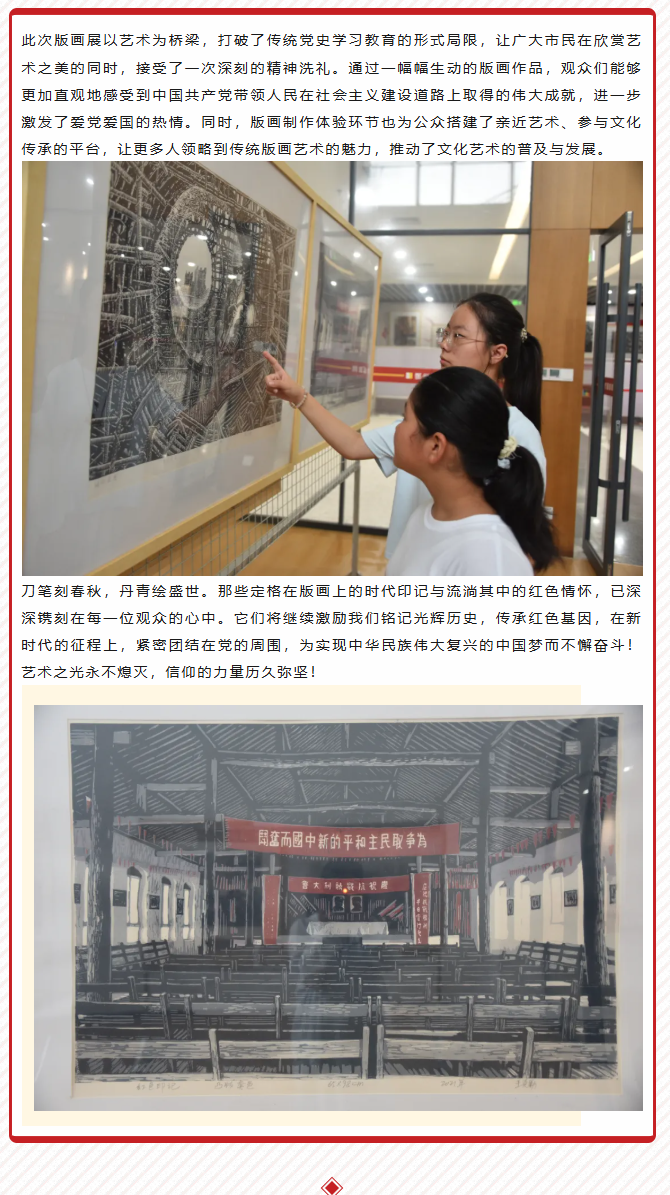 此次版画展以艺术为桥梁，打破了传统党史学习教育的形式局限，让广大市民在欣赏艺
术之美的同时，接受了一次深刻的精神洗礼。通过一幅幅生动的版画作品，观众们能够
更加直观地感受到中国共产党带领人民在社会主义建设道路上取得的伟大成就，进一步
激发了爱党爱国的热情。同时，版画制作体验环节也为公众搭建了亲近艺术、参与文化
传承的平台，让更多人领略到传统版画艺术的魅力，推动了文化艺术的普及与发展。
刀笔刻春秋，丹青绘盛世。那些定格在版画上的时代印记与流淌其中的红色情怀，已深
深镌刻在每一位观众的心中。它们将继续激励我们铭记光辉历史，传承红色基因，在新
时代的征程上，紧密团结在党的周围，为实现中华民族伟大复兴的中国梦而不懈奋斗！
艺术之光永不熄灭，信仰的力量历久弥坚！
鬪奮而國中新的平和主民取爭為